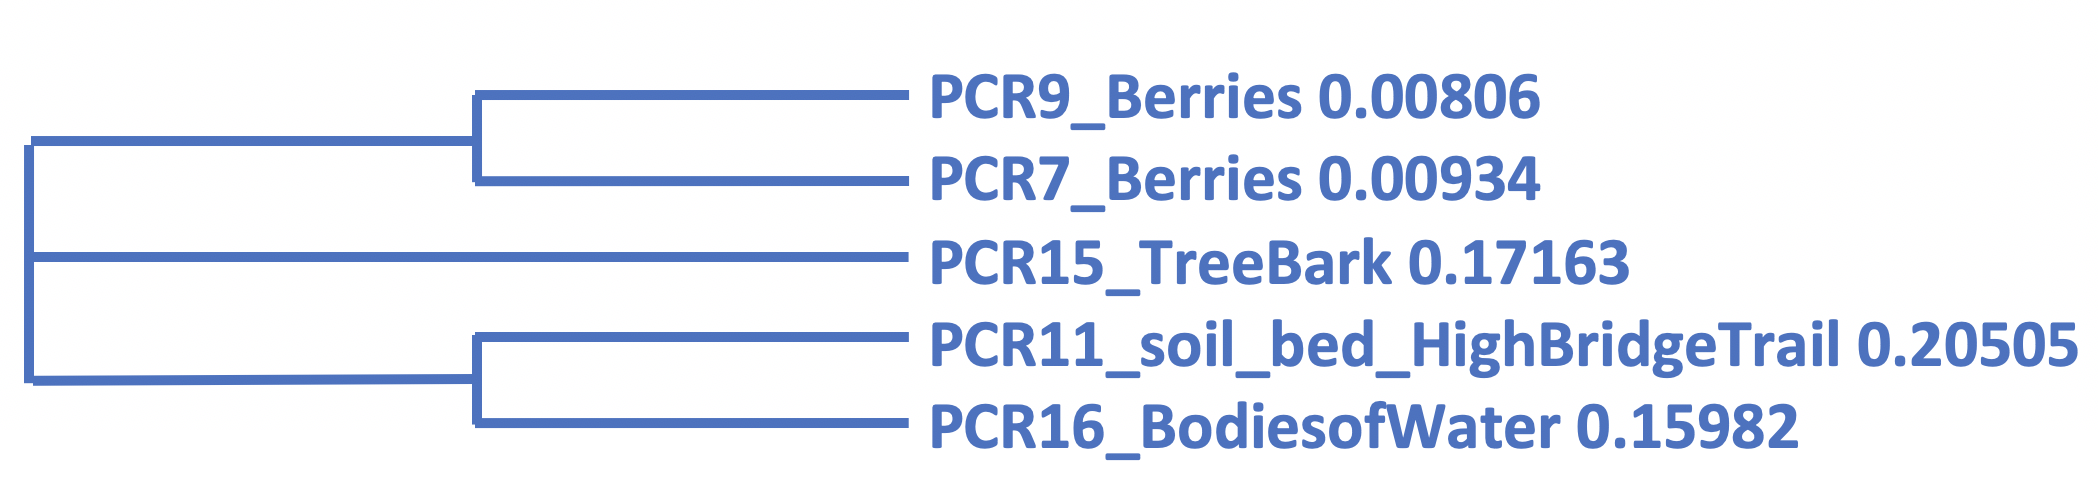 PCR9_Berries 0.00806
PCR7_Berries 0.00934
PCR15_TreeBark 0.17163
PCR11_soil_bed_HighBridgeTrail 0.20505
PCR16_BodiesofWater 0.15982